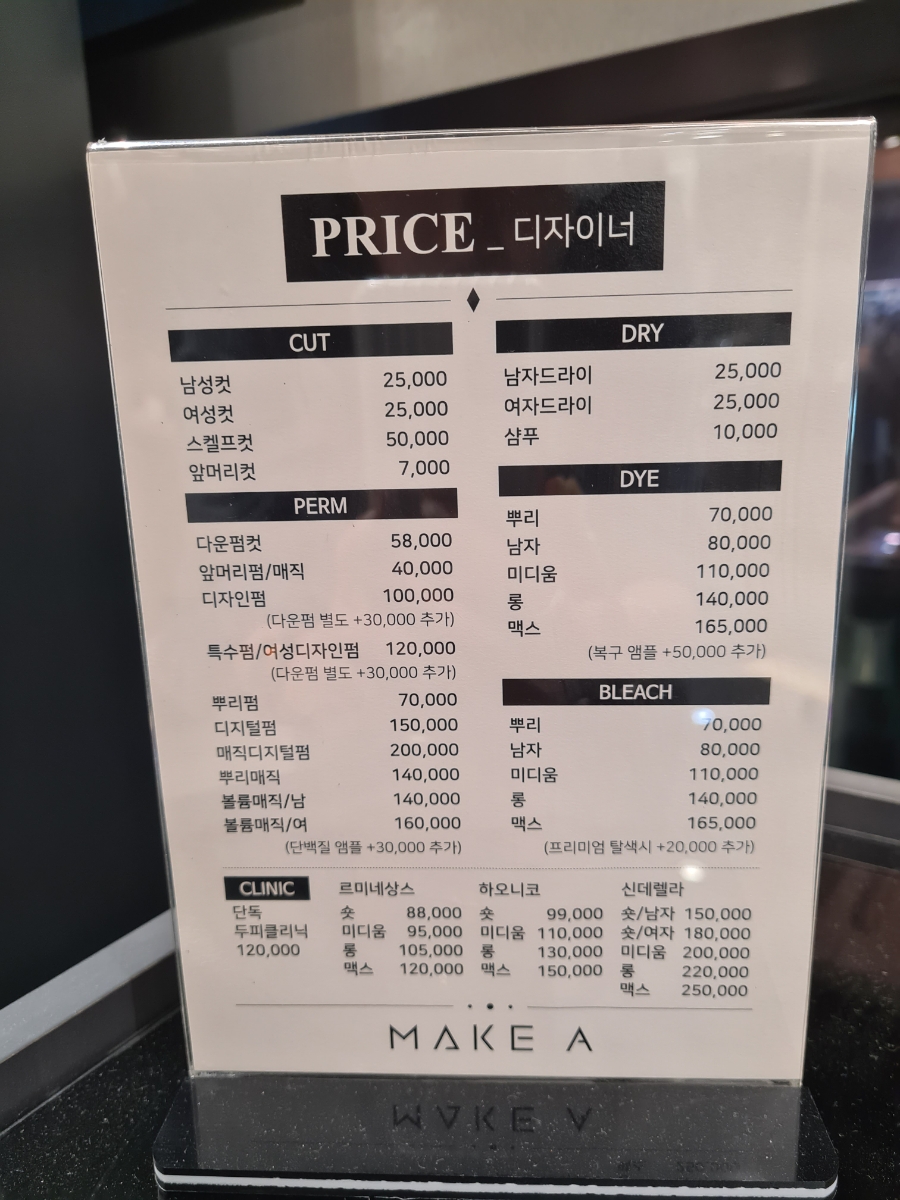 PRICE _ 디자이너
CUT
남성컷 25,000
여성컷 25,000
스켈프컷 50,000
앞머리컷 7,000
PERM
다운펌컷 58,000
앞머리펌/매직 40,000
디자인펌 100,000
(다운펌 별도 +30,000 추가)
특수펌/여성디자인펌 120,000
(다운펌 별도 +30,000 추가)
뿌리펌 70,000
디지털펌 150,000
매직디지털펌 200,000
뿌리매직 140,000
볼륨매직/남 140,000
볼륨매직/여 160,000
(단백질 앰플 +30,000 추가)
DRY
남자드라이 25,000
여자드라이 25,000
샴푸 10,000
DYE
뿌리 70,000
남자 80,000
미디움 110,000
롱 140,000
맥스 165,000
(복구 앰플 +50,000 추가)
BLEACH
뿌리 70,000
남자 80,000
미디움 110,000
롱 140,000
맥스 165,000
(프리미엄 탈색시 +20,000 추가)
CLINIC
단독
두피클리닉
120,000
르미네상스
숏 88,000
미디움 95,000
롱 105,000
맥스 120,000
하오니코
숏 99,000
미디움 110,000
롱 130,000
맥스 150,000
신데렐라
숏/남자 150,000
숏/여자 180,000
미디움 200,000
롱 220,000
맥스 250,000
MAKE A